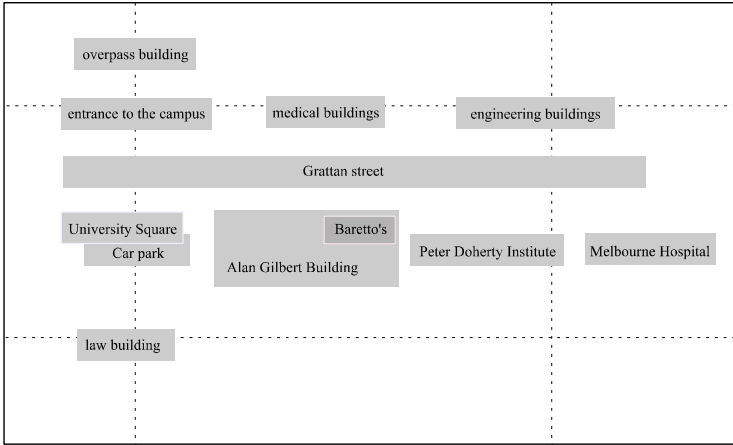 overpass building
entrance to the campus
medical buildings
engineering buildings
Grattan street
University Square
Car park
Baretto's
Alan Gilbert Building
Peter Doherty Institute
Melbourne Hospital
law building